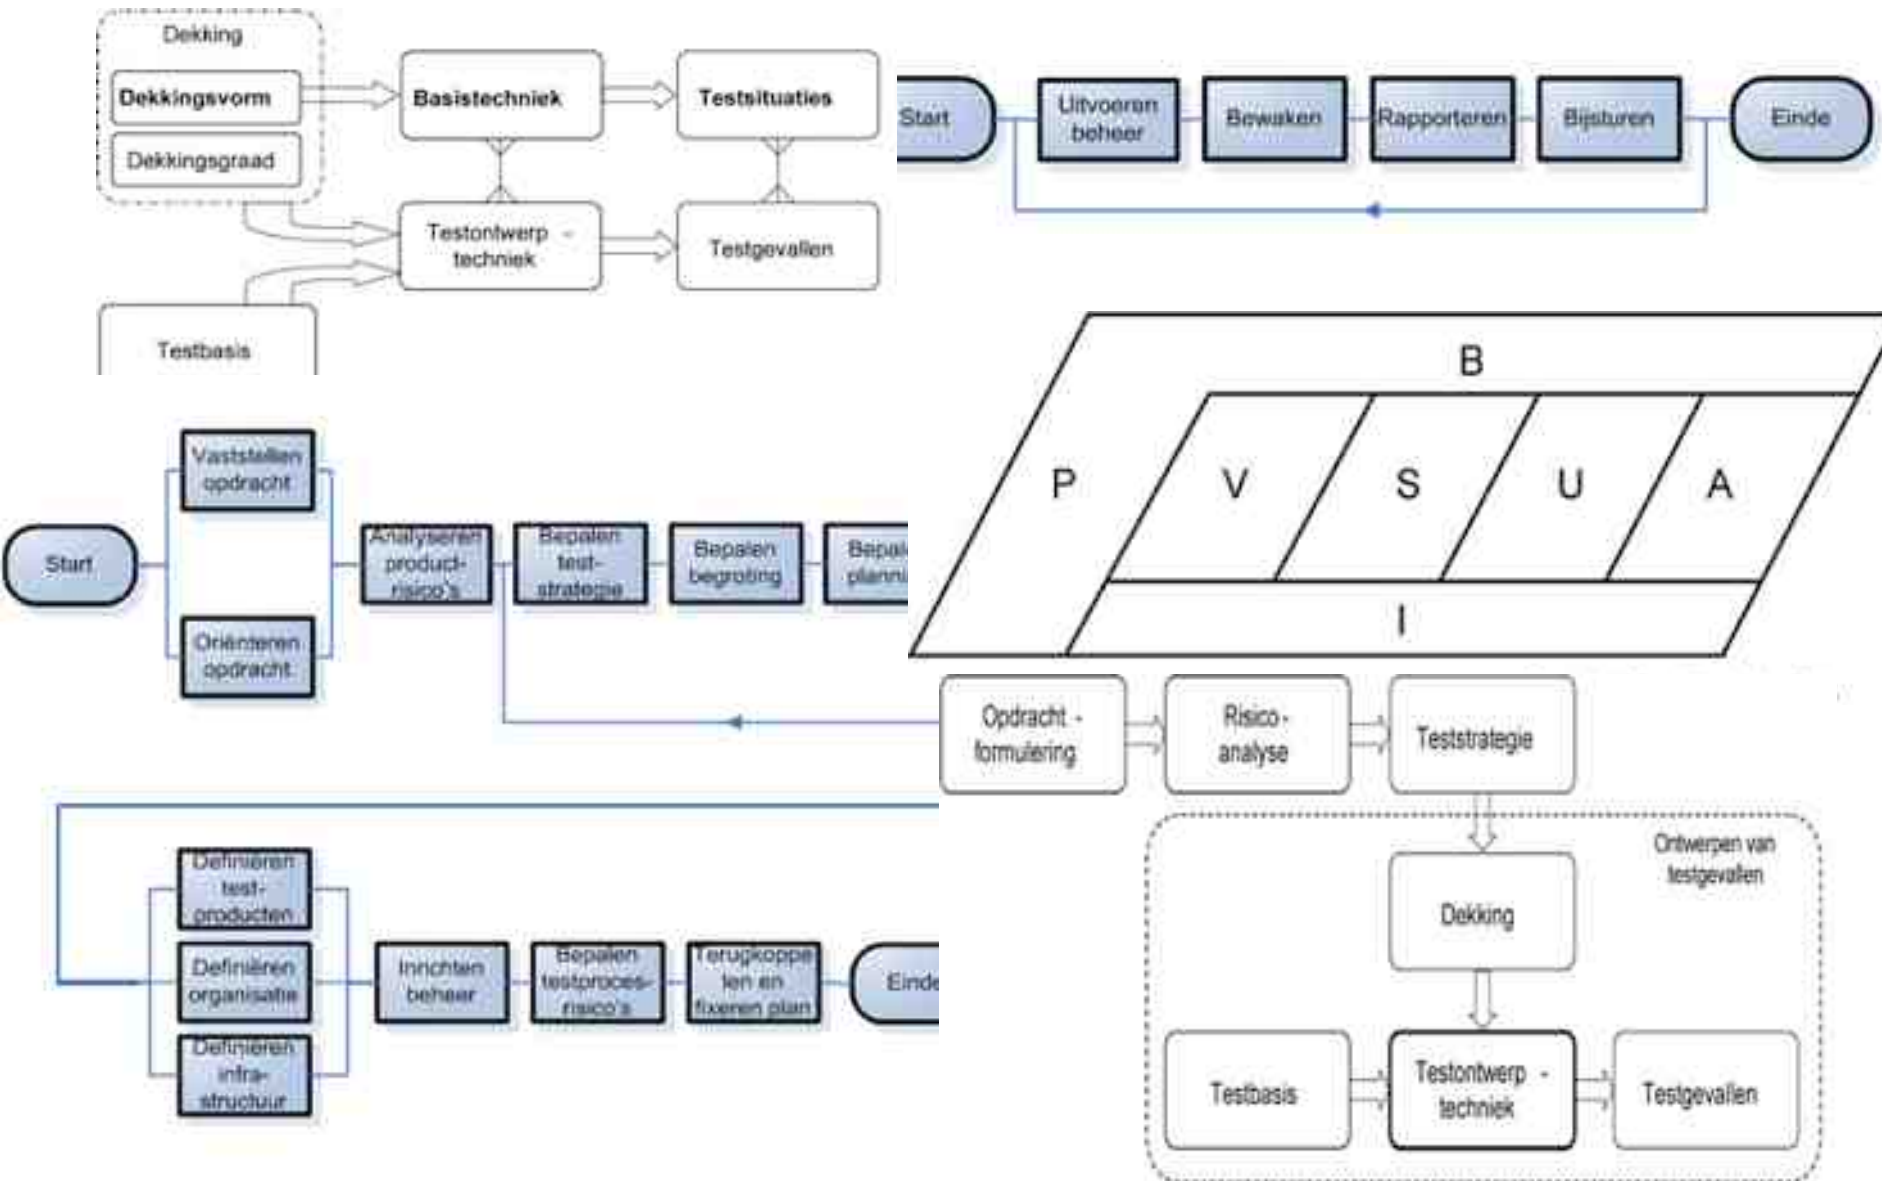 Dekking
Dekkingsvorm
Dekkingsgraad
Basistechniek
Testsituaties
Testontwerp -
techniek
Testgevallen
Testbasis
Start
Uitvoeren
beheer
Bewaken
Rapporteren
Bijsturen
Einde
B
P
V
S
U
A
I
Start
Vaststellen
opdracht
Oriënteren
opdracht
Analyseren
product-
risico's
Bepalen
test-
strategie
Bepalen
begroting
Bepal
planni
Definiëren
test-
producten
Definiëren
organisatie
Definiëren
infra-
structuur
Inrichten
beheer
Bepalen
testproces-
risico's
Terugkoppe
len en
fixeren plan
Einde
Opdracht -
formulering
Risico -
analyse
Teststrategie
Ontwerpen van
testgevallen
Dekking
Testbasis
Testontwerp -
techniek
Testgevallen